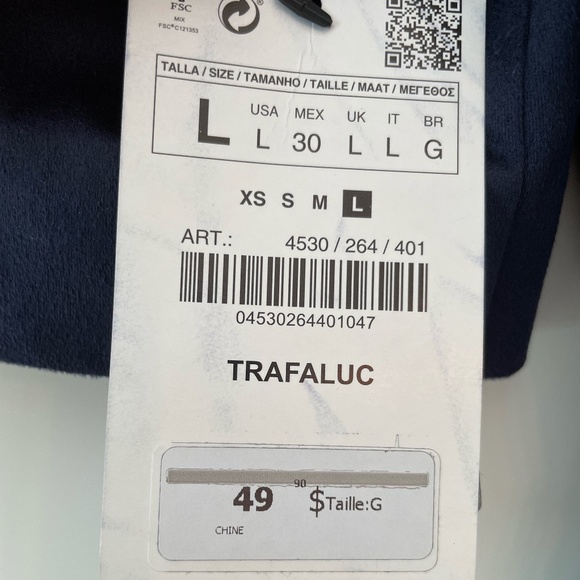 FSC
MIX
FSC® C121353
TALLA / SIZE / TAMANHO / TAILLE / MAAT / ΜΕΓΕΘΟΣ
L USA MEX UK IT BR
L 30 L L G
XS S M L
ART.: 4530 / 264 / 401
04530264401047
TRAFALUC
49 90 $ Taille:G
CHINE